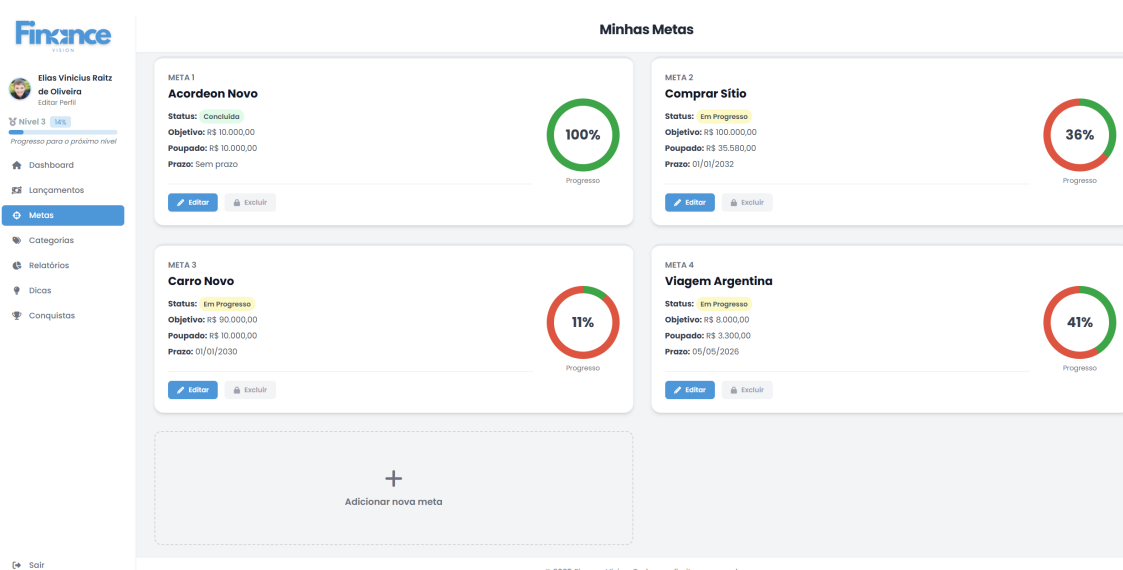 Finance
VISION
Elias Vinicius Raitz
de Oliveira
Editar Perfil
Nível 3 14%
Progresso para o próximo nível
Dashboard
Lançamentos
Metas
Categorias
Relatórios
Dicas
Conquistas
Sair
Minhas Metas
META 1
Acordeon Novo
Status: Concluída
Objetivo: R$ 10.000,00
Poupado: R$ 10.000,00
Prazo: Sem prazo
100%
Progresso
Editar Excluir
META 2
Comprar Sítio
Status: Em Progresso
Objetivo: R$ 100.000,00
Poupado: R$ 35.580,00
Prazo: 01/01/2032
36%
Progresso
Editar Excluir
META 3
Carro Novo
Status: Em Progresso
Objetivo: R$ 90.000,00
Poupado: R$ 10.000,00
Prazo: 01/01/2030
11%
Progresso
Editar Excluir
META 4
Viagem Argentina
Status: Em Progresso
Objetivo: R$ 8.000,00
Poupado: R$ 3.300,00
Prazo: 05/05/2026
41%
Progresso
Editar Excluir
Adicionar nova meta